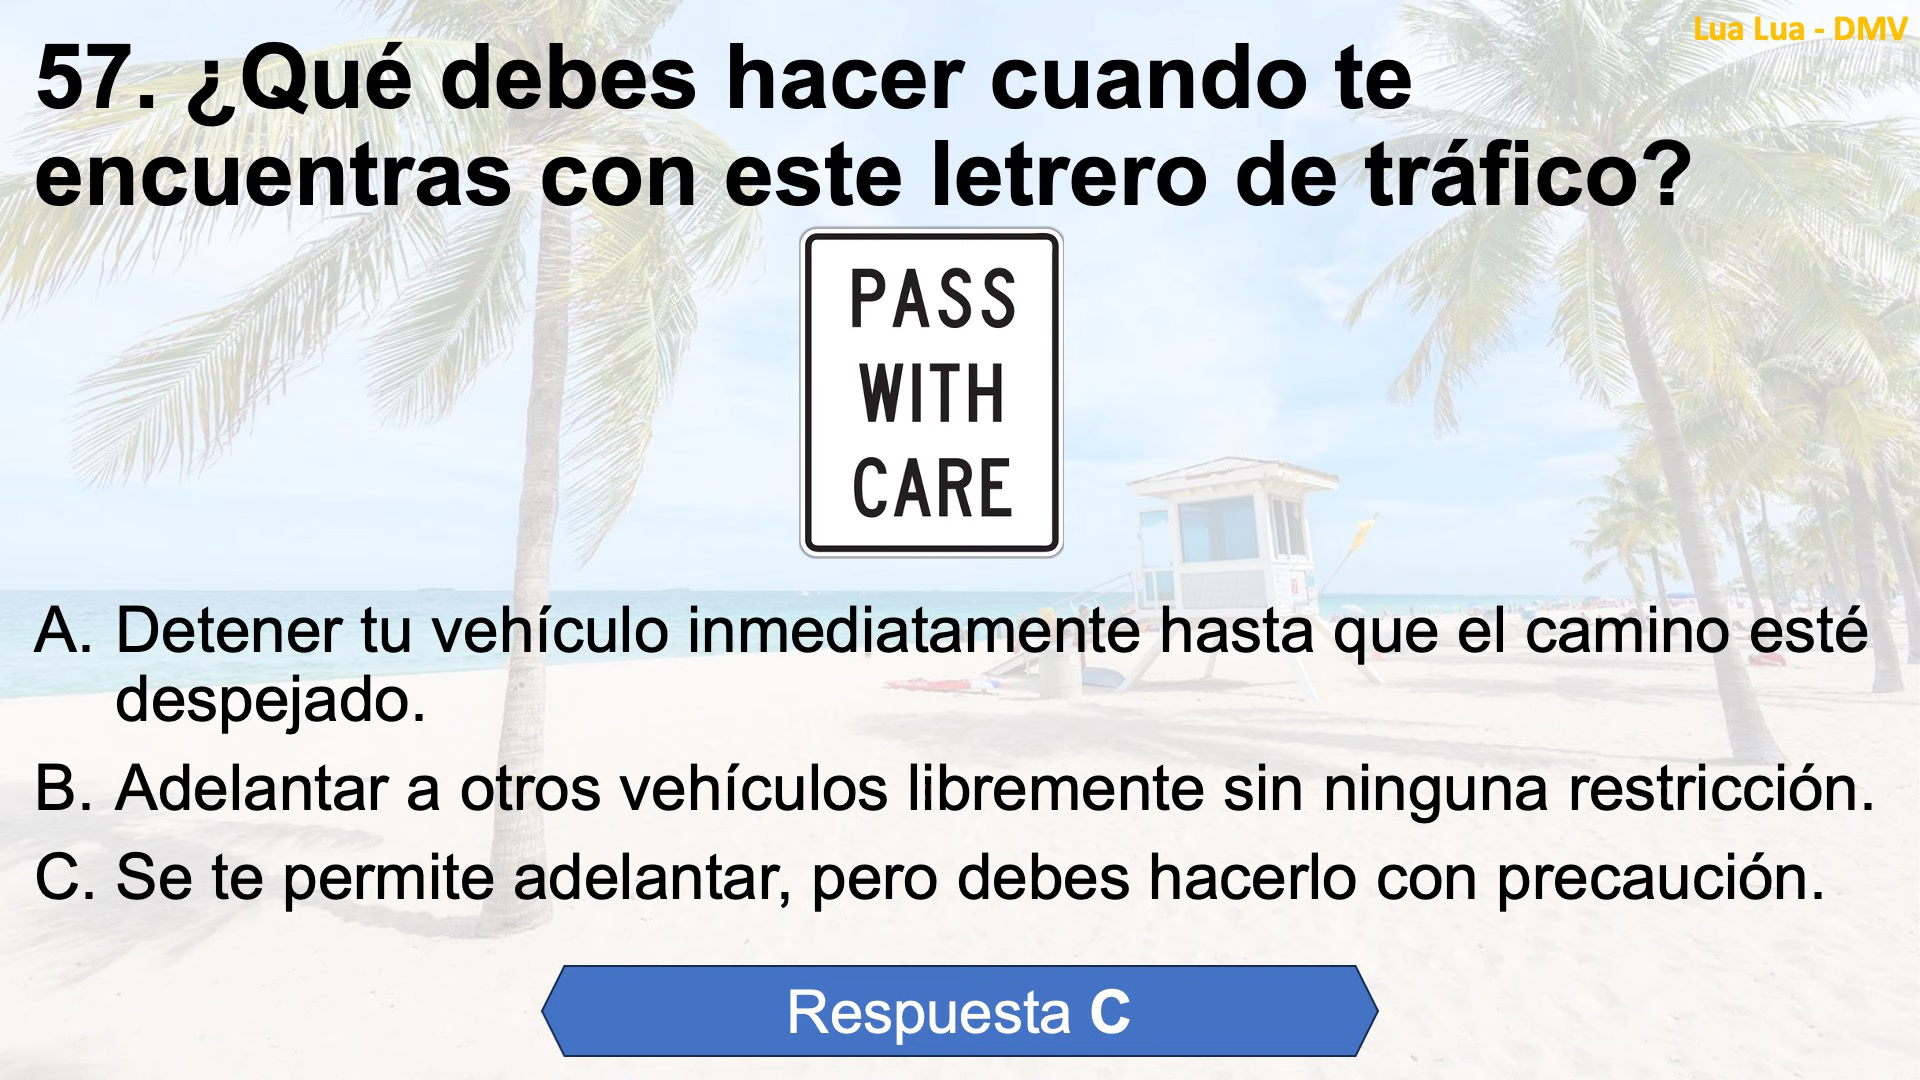 Lua Lua - DMV
57. ¿Qué debes hacer cuando te
encuentras con este letrero de tráfico?
PASS
WITH
CARE
A. Detener tu vehículo inmediatamente hasta que el camino esté
despejado.
B. Adelantar a otros vehículos libremente sin ninguna restricción.
C. Se te permite adelantar, pero debes hacerlo con precaución.
Respuesta C